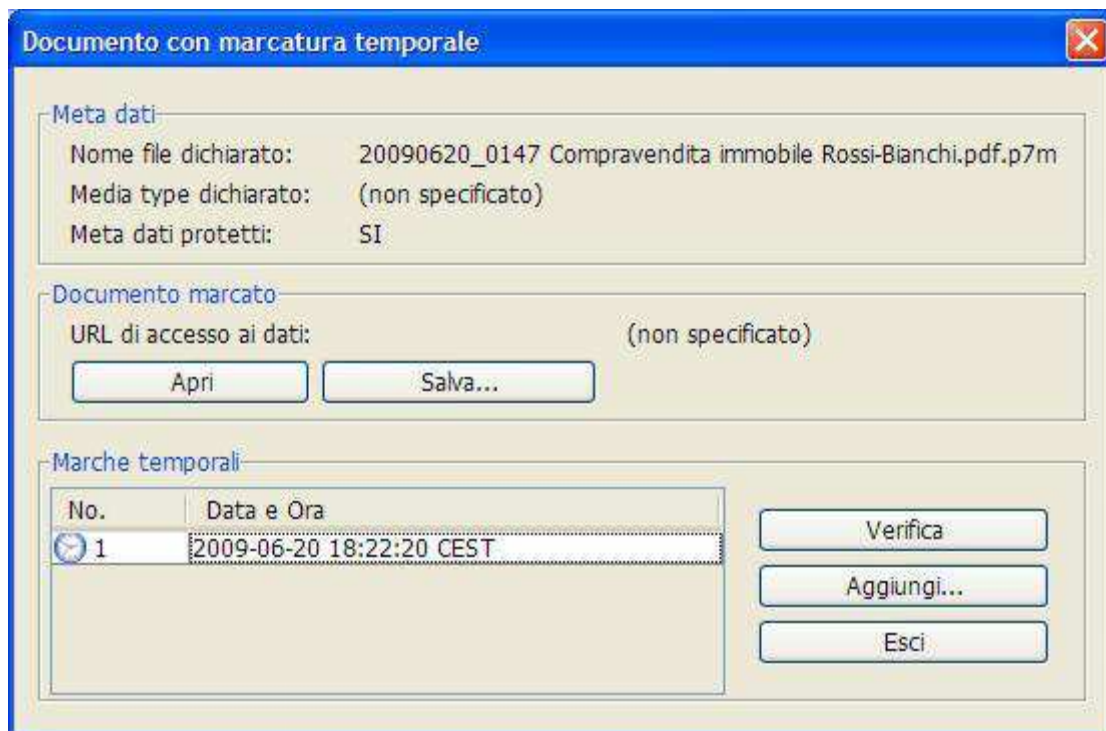 Documento con marcatura temporale
Meta dati
Nome file dichiarato: 20090620_0147 Compravendita immobile Rossi-Bianchi.pdf.p7m
Media type dichiarato: (non specificato)
Meta dati protetti: SI
Documento marcato
URL di accesso ai dati: (non specificato)
Apri Salva...
Marche temporali
No. Data e Ora
1 2009-06-20 18:22:20 CEST
Verifica
Aggiungi...
Esci